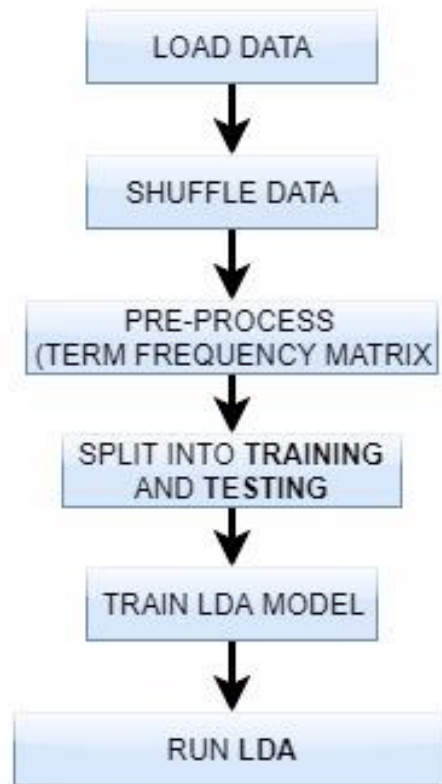 LOAD DATA
SHUFFLE DATA
PRE-PROCESS
(TERM FREQUENCY MATRIX
SPLIT INTO TRAINING
AND TESTING
TRAIN LDA MODEL
RUN LDA